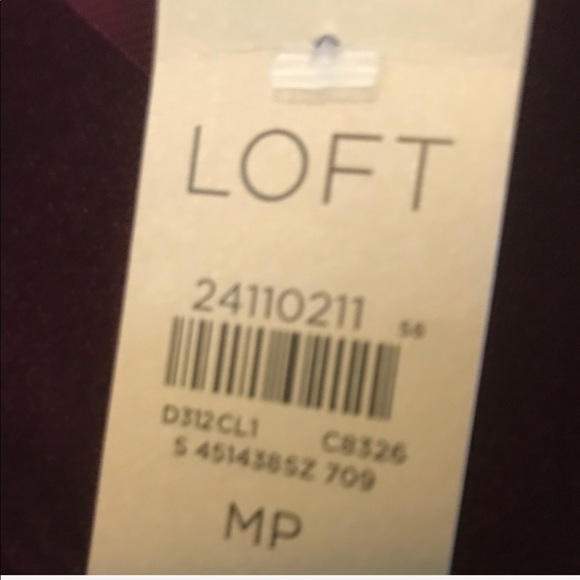 LOFT
24110211 56
D312CL1 C8326
S 451438SZ 709
MP